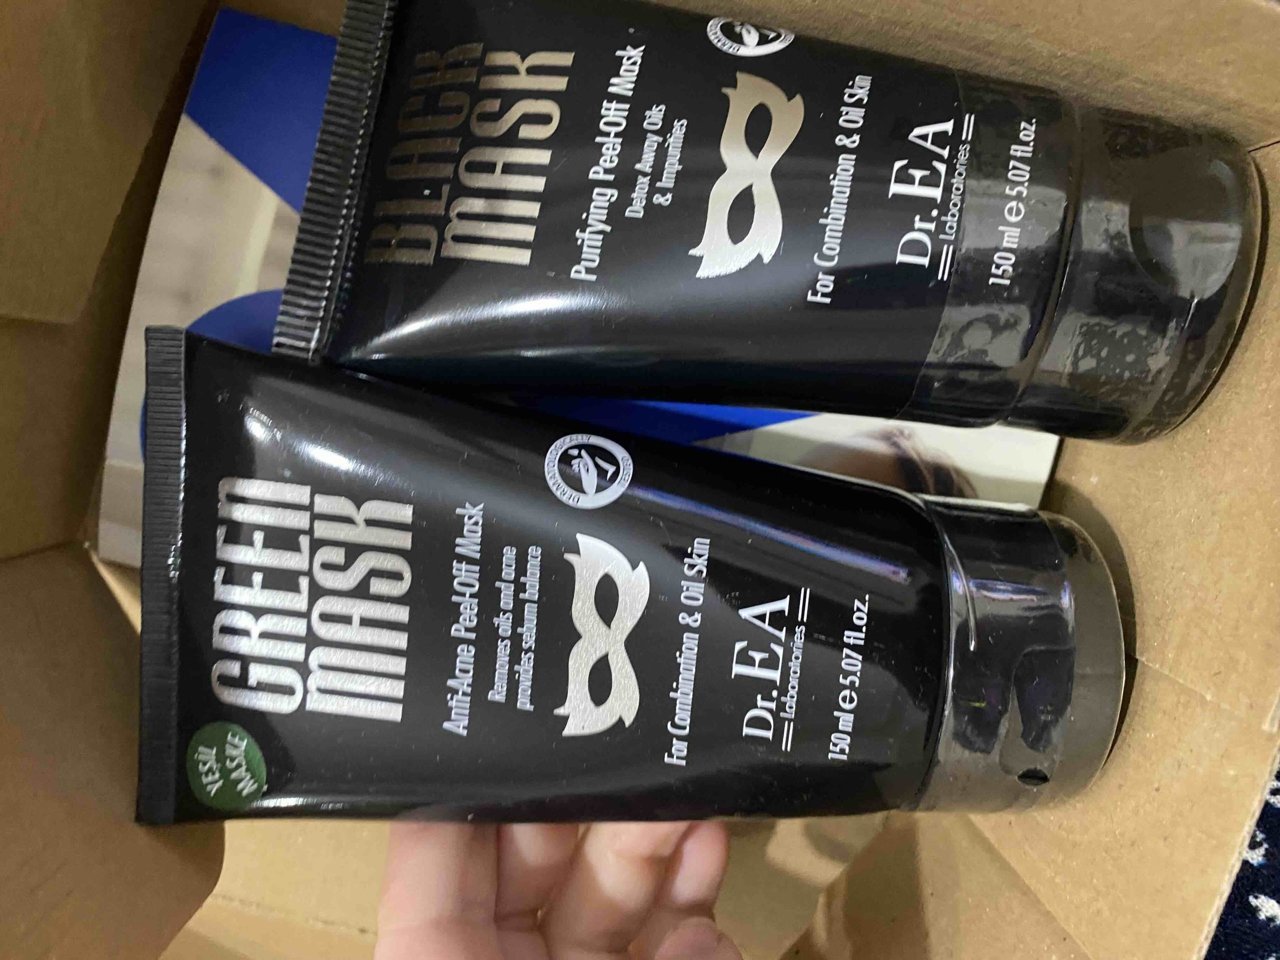 BLACK
MASK
Purifying Peel-Off Mask
Detox Away Oils
& Impurities
For Combination & Oil Skin
Dr. EA
Laboratories
150 ml e 5.07 fl.oz.
GREEN
MASK
YEŞİL
MASKE
Anti-Acne Peel-Off Mask
Removes oils and acne
provides sebum balance
DERMATOLOGICALLY
TESTED
For Combination & Oil Skin
Dr. EA
Laboratories
150 ml e 5.07 fl.oz.